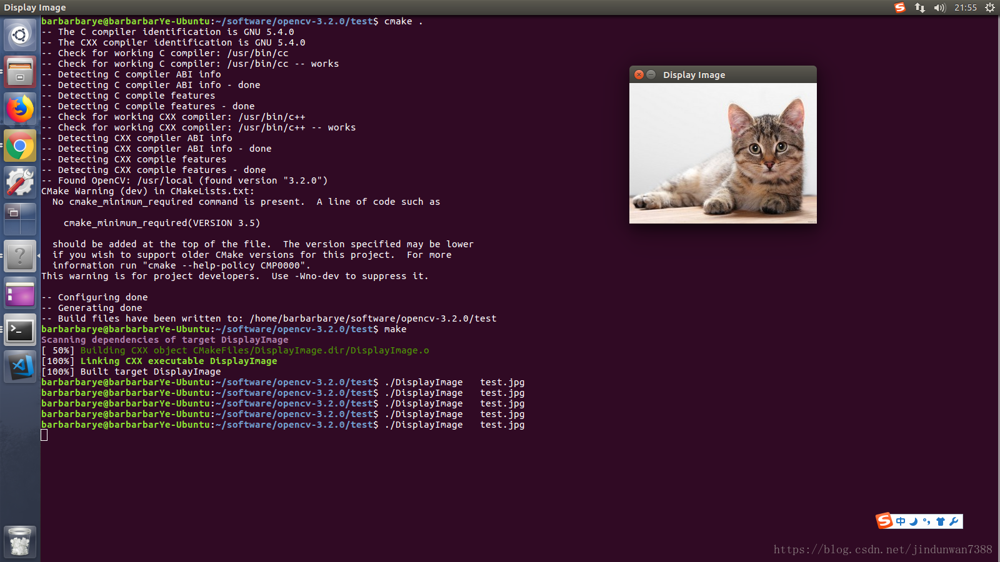 Display Image
21:55
barbarbarye@barbarbarYe-Ubuntu:~/software/opencv-3.2.0/test$ cmake .
-- The C compiler identification is GNU 5.4.0
-- The CXX compiler identification is GNU 5.4.0
-- Check for working C compiler: /usr/bin/cc
-- Check for working C compiler: /usr/bin/cc -- works
-- Detecting C compiler ABI info
-- Detecting C compiler ABI info - done
-- Detecting C compile features
-- Detecting C compile features - done
-- Check for working CXX compiler: /usr/bin/c++
-- Check for working CXX compiler: /usr/bin/c++ -- works
-- Detecting CXX compiler ABI info
-- Detecting CXX compiler ABI info - done
-- Detecting CXX compile features
-- Detecting CXX compile features - done
-- Found OpenCV: /usr/local (found version "3.2.0")
CMake Warning (dev) in CMakeLists.txt:
  No cmake_minimum_required command is present.  A line of code such as
    cmake_minimum_required(VERSION 3.5)
  should be added at the top of the file.  The version specified may be lower
  if you wish to support older CMake versions for this project.  For more
  information run "cmake --help-policy CMP0000".
This warning is for project developers.  Use -Wno-dev to suppress it.
-- Configuring done
-- Generating done
-- Build files have been written to: /home/barbarbarye/software/opencv-3.2.0/test
barbarbarye@barbarbarYe-Ubuntu:~/software/opencv-3.2.0/test$ make
Scanning dependencies of target DisplayImage
[ 50%] Building CXX object CMakeFiles/DisplayImage.dir/DisplayImage.o
[100%] Linking CXX executable DisplayImage
[100%] Built target DisplayImage
barbarbarye@barbarbarYe-Ubuntu:~/software/opencv-3.2.0/test$ ./DisplayImage   test.jpg
barbarbarye@barbarbarYe-Ubuntu:~/software/opencv-3.2.0/test$ ./DisplayImage   test.jpg
barbarbarye@barbarbarYe-Ubuntu:~/software/opencv-3.2.0/test$ ./DisplayImage   test.jpg
barbarbarye@barbarbarYe-Ubuntu:~/software/opencv-3.2.0/test$ ./DisplayImage   test.jpg
barbarbarye@barbarbarYe-Ubuntu:~/software/opencv-3.2.0/test$ ./DisplayImage   test.jpg
Display Image
中
https://blog.csdn.net/jindunwan7388